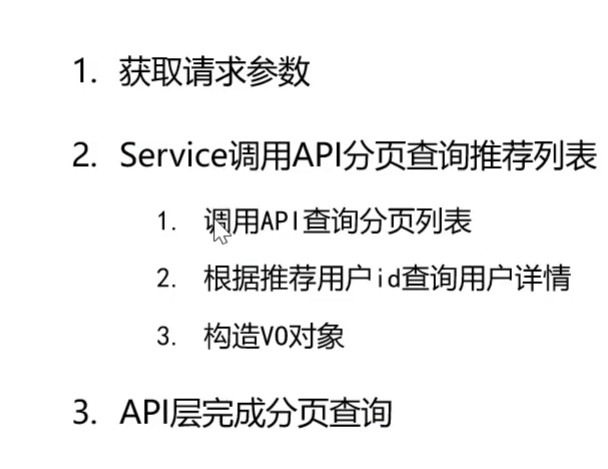 1. 获取请求参数
2. Service调用API分页查询推荐列表
1. 调用API查询分页列表
2. 根据推荐用户id查询用户详情
3. 构造VO对象
3. API层完成分页查询